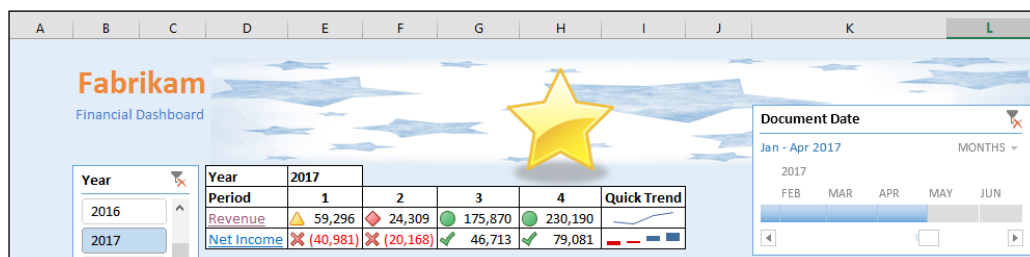 A B C D E F G H I J K L
Fabrikam
Financial Dashboard
Document Date
Jan - Apr 2017 MONTHS
2017
FEB MAR APR MAY JUN
Year
2016
2017
Year 2017
Period 1 2 3 4 Quick Trend
Revenue 59,296 24,309 175,870 230,190
Net Income (40,981) (20,168) 46,713 79,081